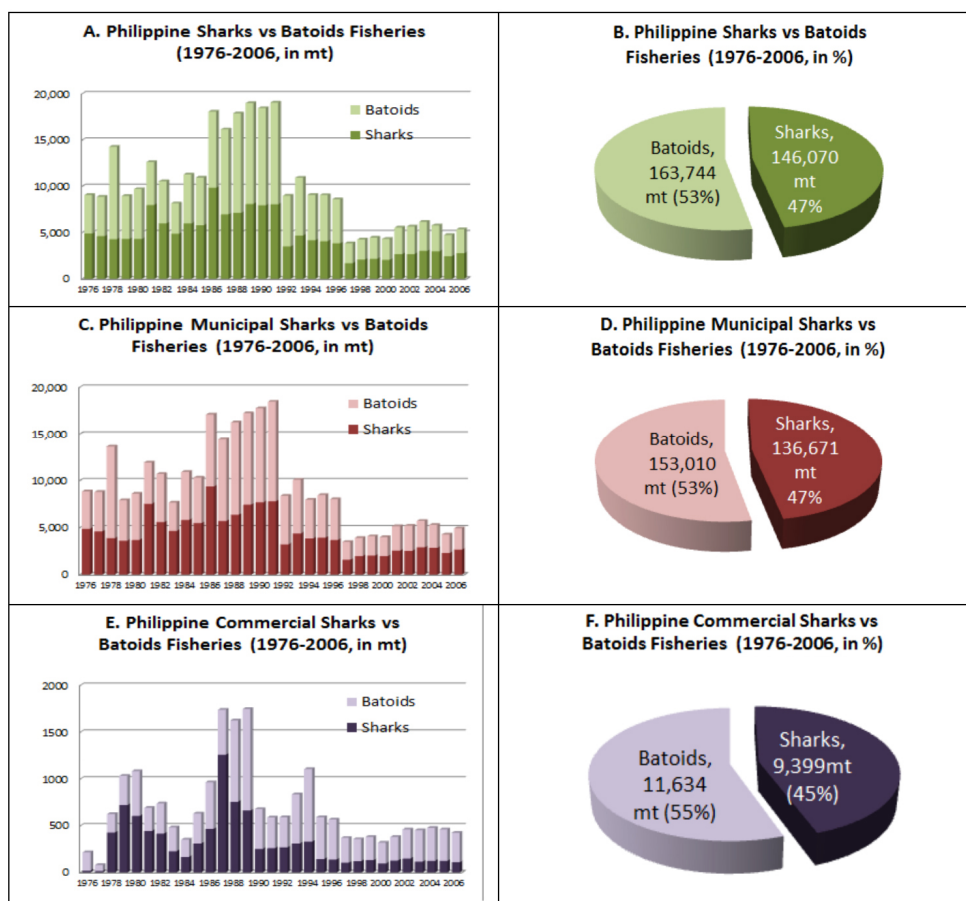 A. Philippine Sharks vs Batoids Fisheries
(1976-2006, in mt)
20,000
15,000
10,000
5,000
0
Batoids
Sharks
1976 1978 1980 1982 1984 1986 1988 1990 1992 1994 1996 1998 2000 2002 2004 2006
B. Philippine Sharks vs Batoids
Fisheries (1976-2006, in %)
Batoids,
163,744
mt (53%)
Sharks,
146,070
mt
47%
C. Philippine Municipal Sharks vs Batoids
Fisheries (1976-2006, in mt)
20,000
15,000
10,000
5,000
0
Batoids
Sharks
1976 1978 1980 1982 1984 1986 1988 1990 1992 1994 1996 1998 2000 2002 2004 2006
D. Philippine Municipal Sharks vs
Batoids Fisheries (1976-2006, in %)
Batoids,
153,010
mt (53%)
Sharks,
136,671
mt
47%
E. Philippine Commercial Sharks vs
Batoids Fisheries (1976-2006, in mt)
2000
1500
1000
500
0
Batoids
Sharks
1976 1978 1980 1982 1984 1986 1988 1990 1992 1994 1996 1998 2000 2002 2004 2006
F. Philippine Commercial Sharks vs
Batoids Fisheries (1976-2006, in %)
Batoids,
11,634
mt (55%)
Sharks,
9,399mt
(45%)